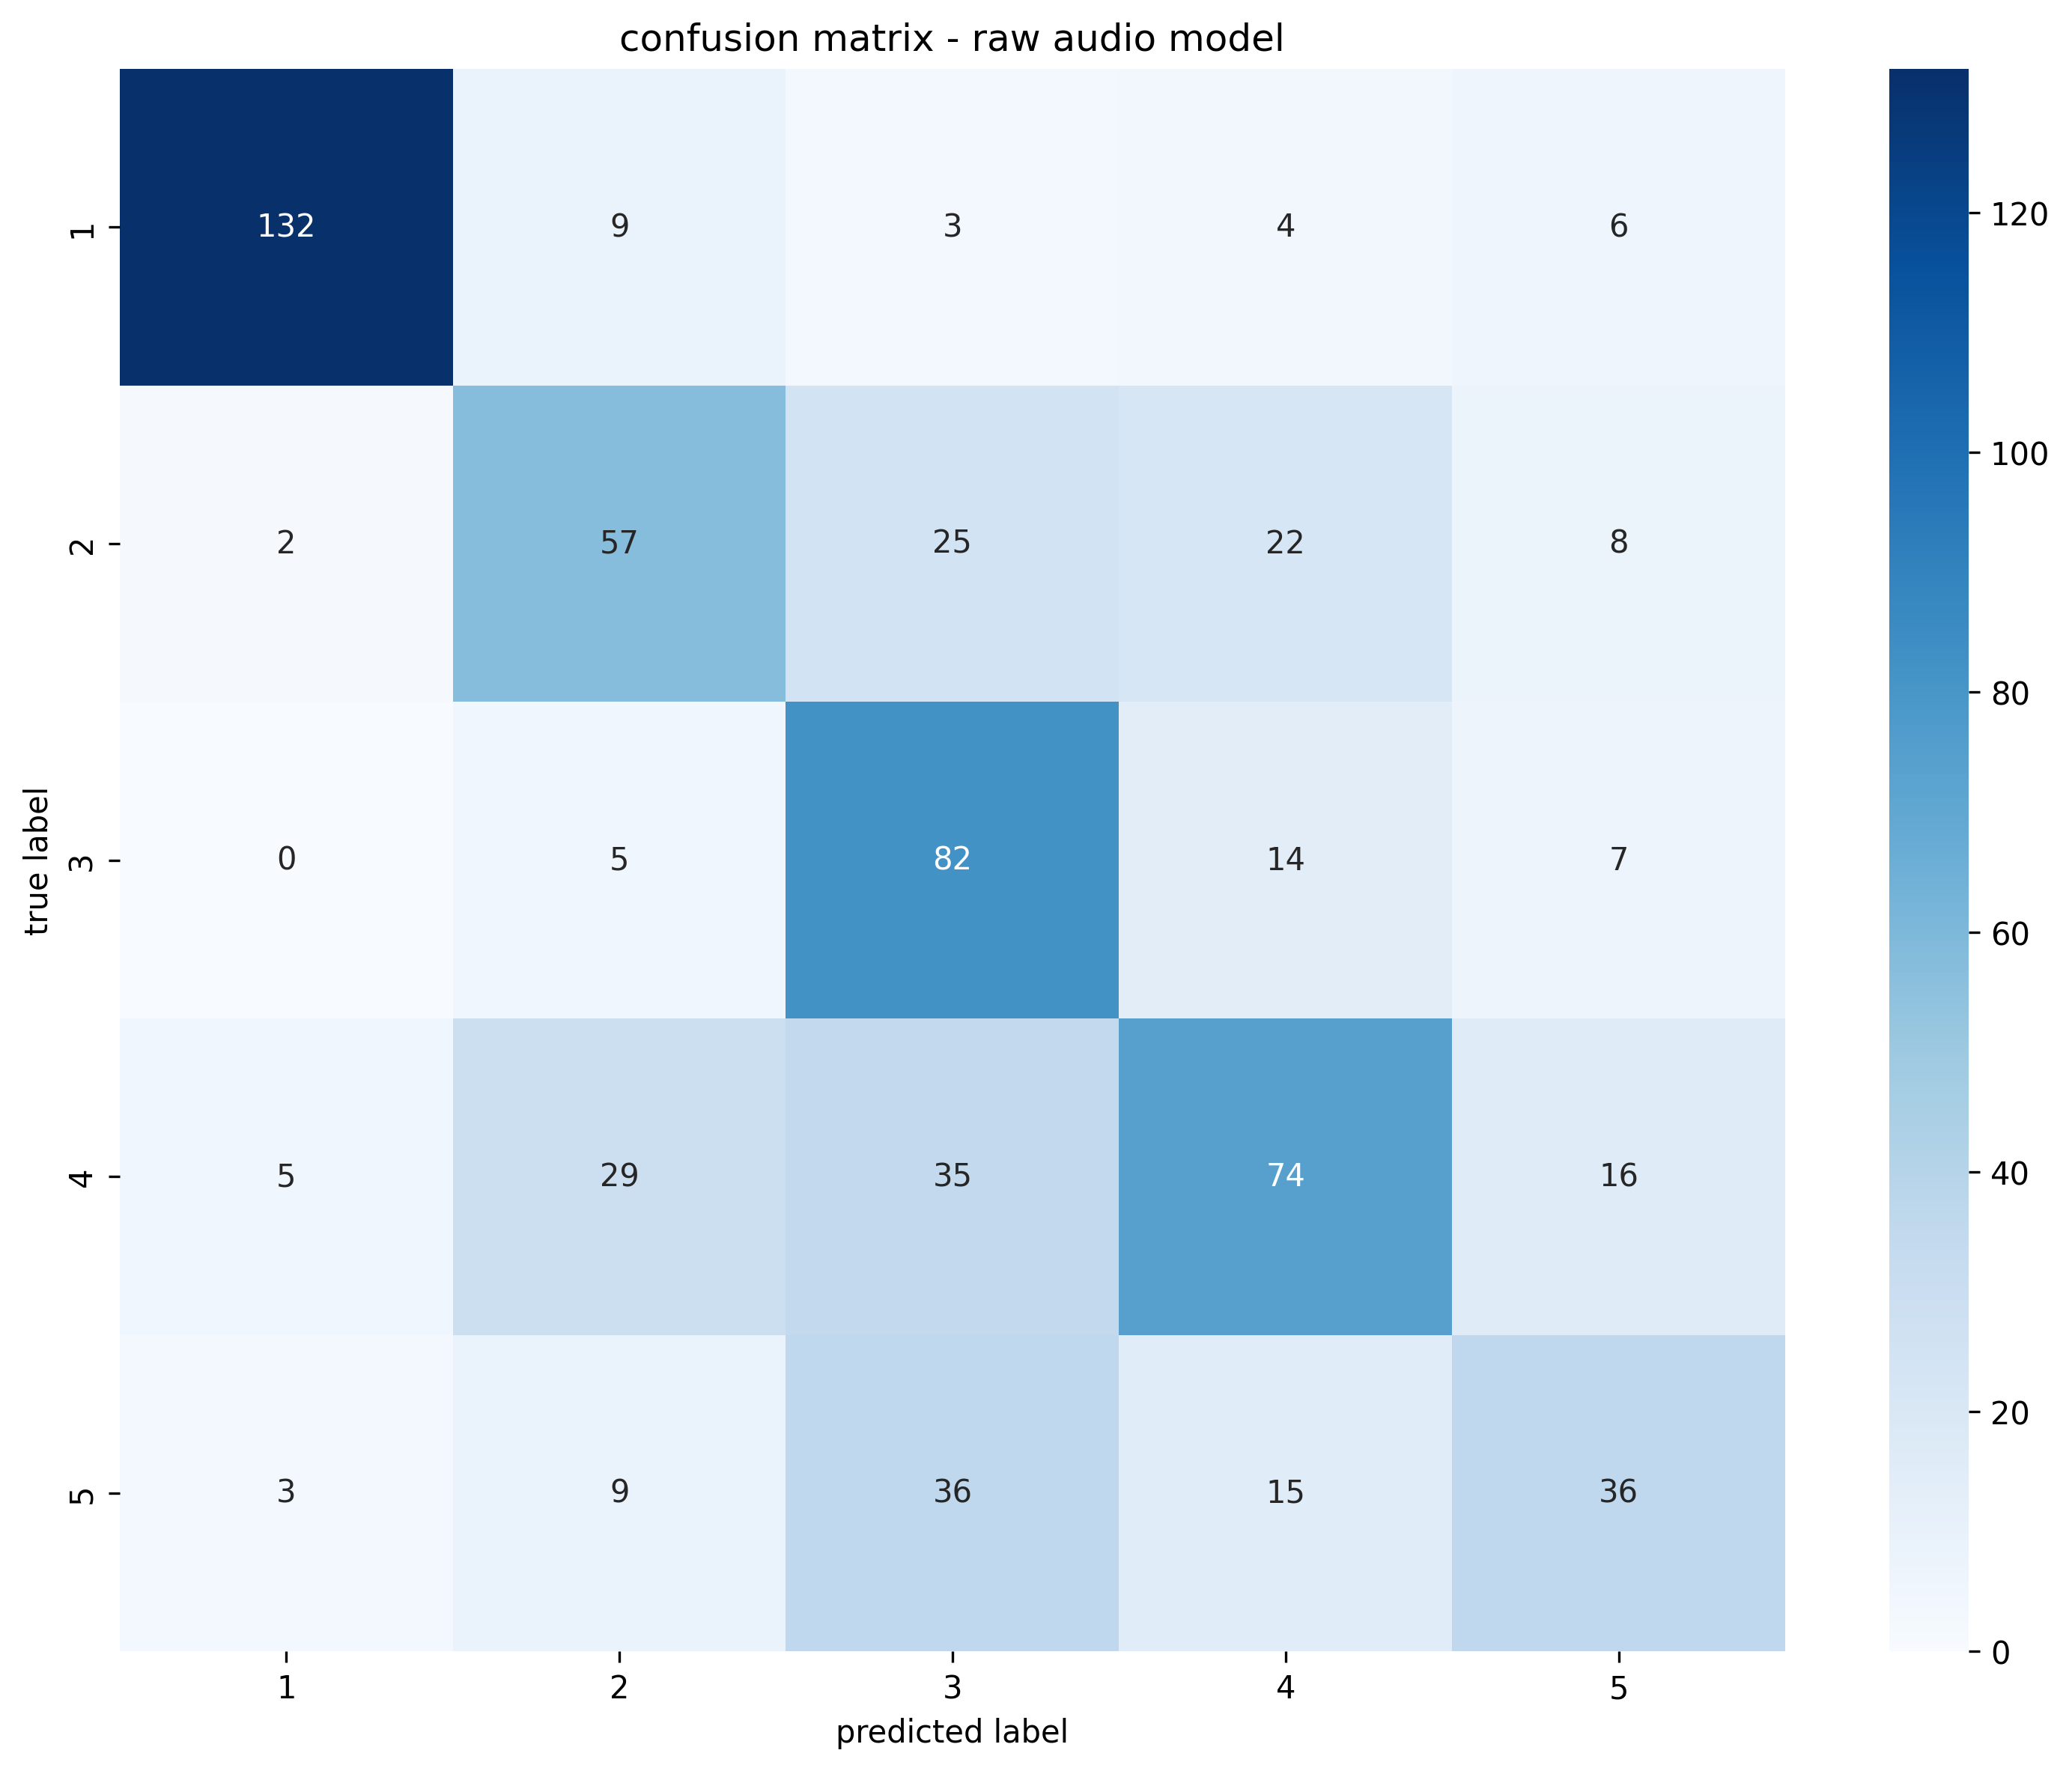 confusion matrix - raw audio model
132 9 3 4 6
2 57 25 22 8
0 5 82 14 7
5 29 35 74 16
3 9 36 15 36
1
2
3
4
5
true label
1 2 3 4 5
predicted label
120
100
80
60
40
20
0